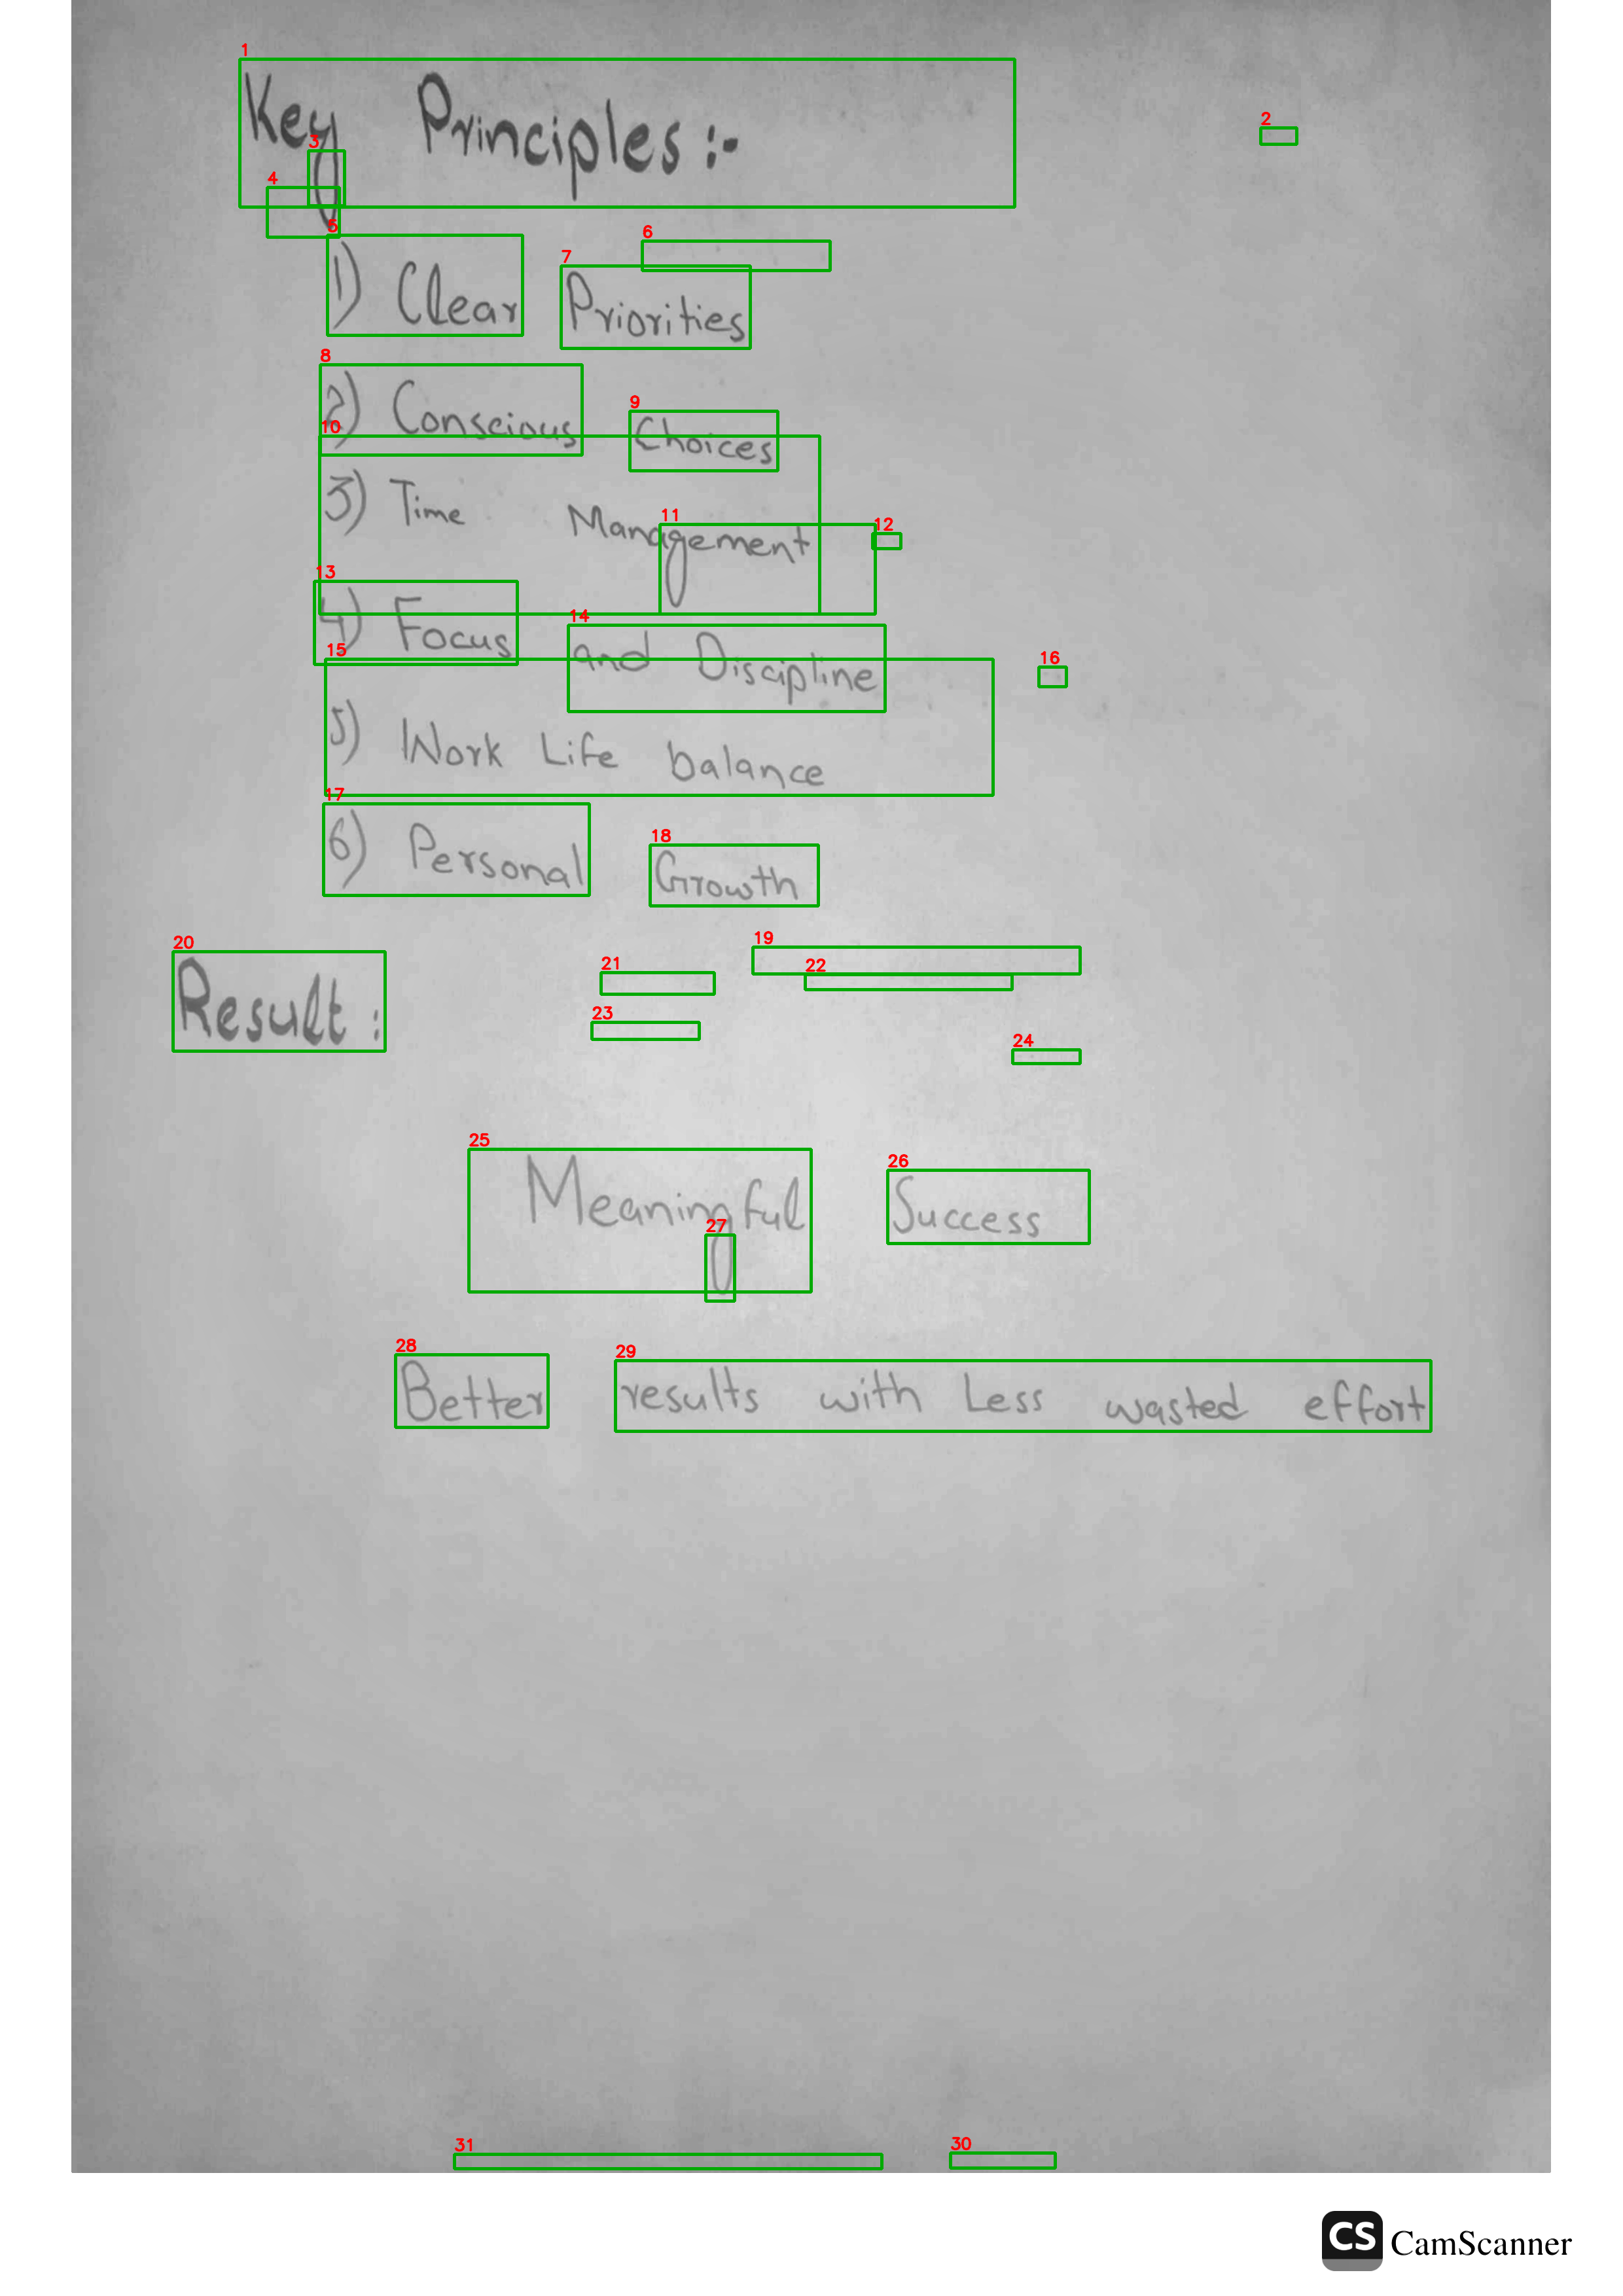 Key Principles:-
1) Clear Priorities
2) Conscious Choices
3) Time Management
4) Focus and Discipline
5) Work Life balance
6) Personal Growth
Result:
Meaningful Success
Better results with Less wasted effort
CS CamScanner